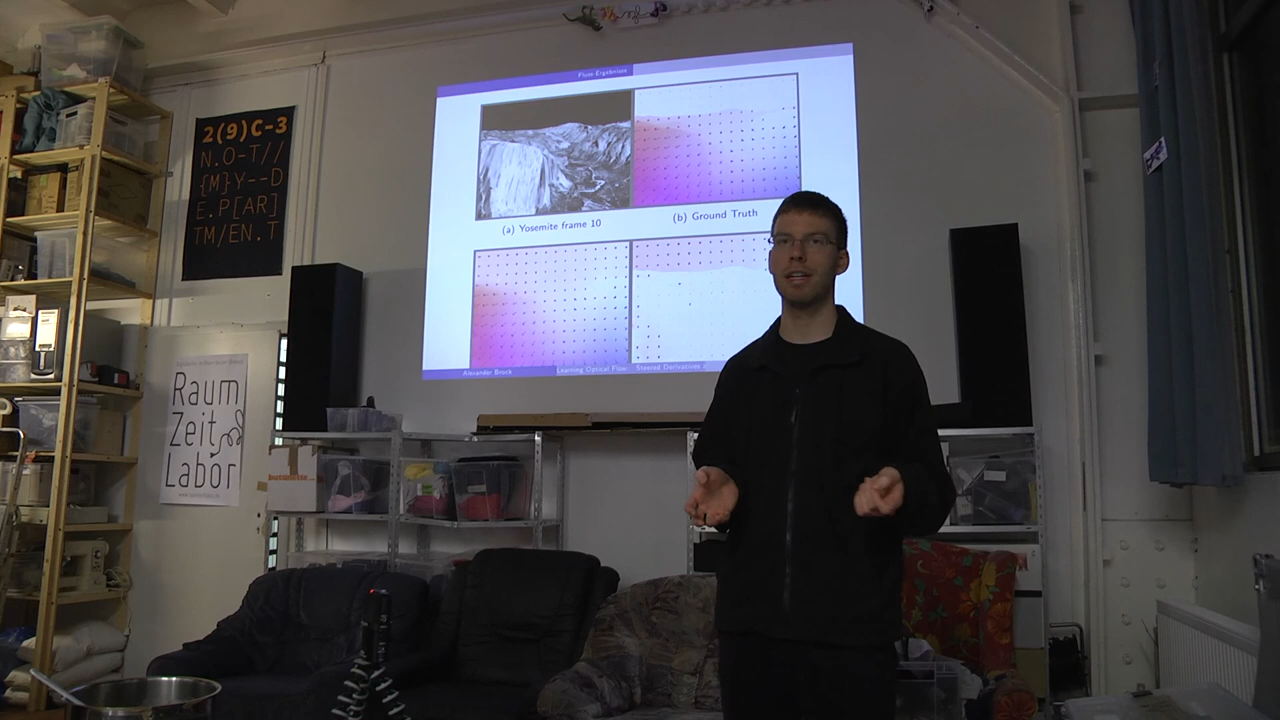 2(9)C-3
N.O-T//
{M}Y--D
E.P[AR]
TM/EN.T
Raum
Zeit
Labor
Fluss-Ergebnisse
(a) Yosemite frame 10
(b) Ground Truth
Alexander Brock
Learning Optical Flow
Steered Derivatives